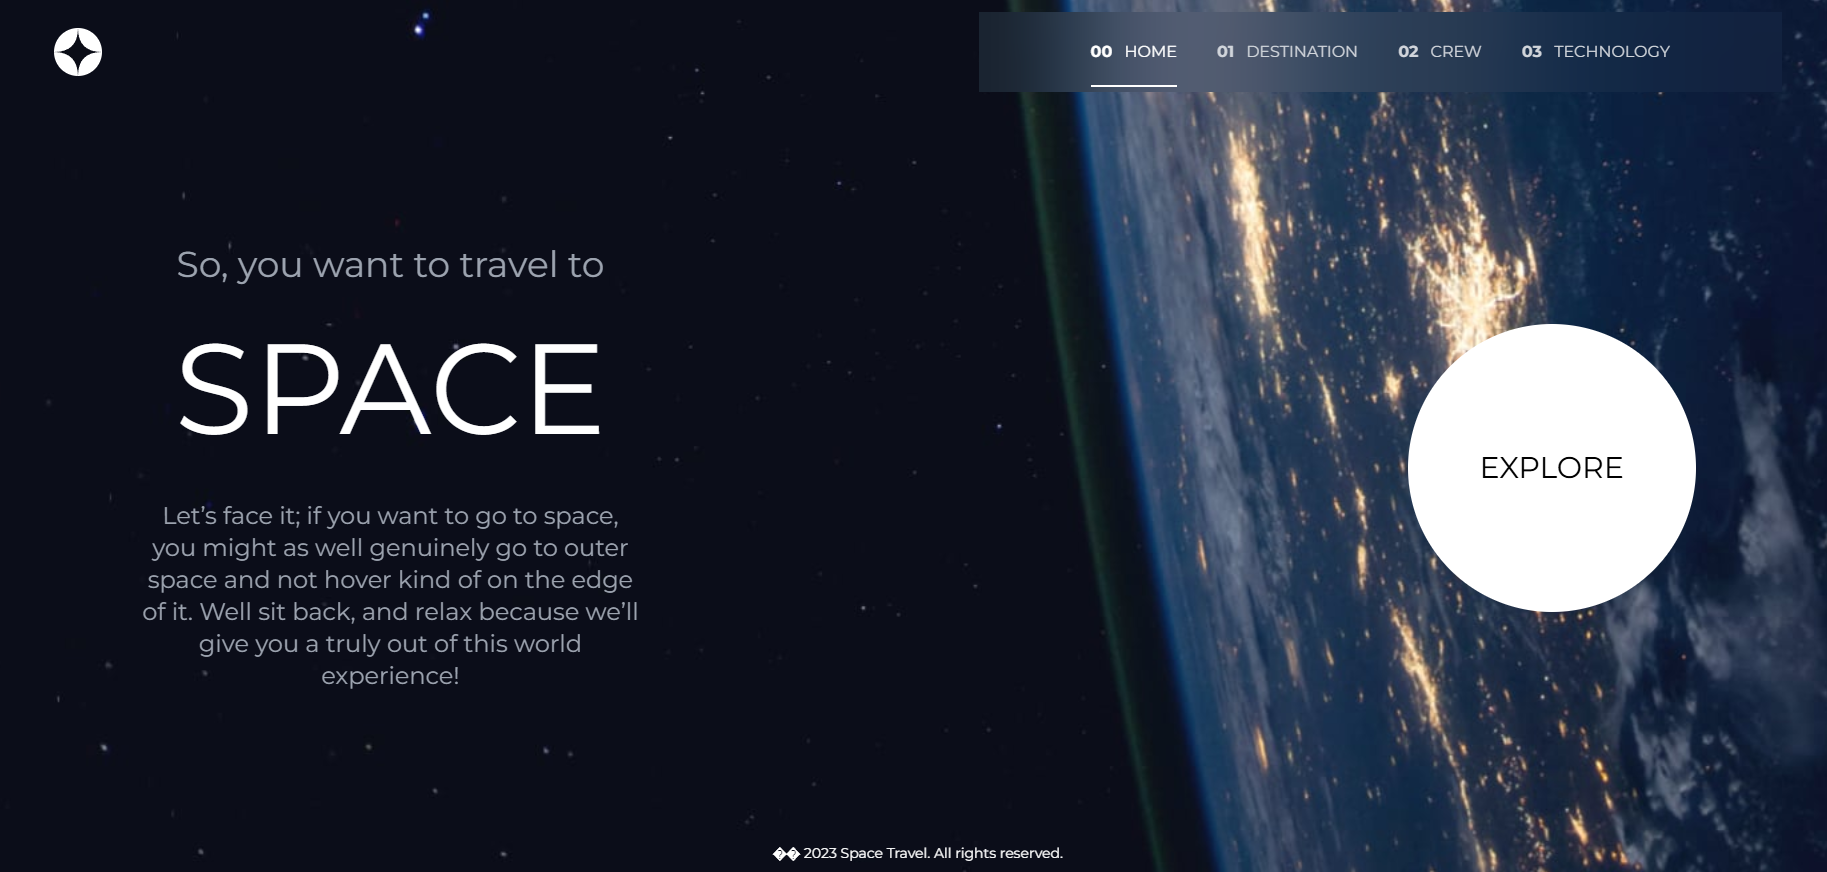 00 HOME 01 DESTINATION 02 CREW 03 TECHNOLOGY
So, you want to travel to
SPACE
Let’s face it; if you want to go to space,
you might as well genuinely go to outer
space and not hover kind of on the edge
of it. Well sit back, and relax because we’ll
give you a truly out of this world
experience!
EXPLORE
�� 2023 Space Travel. All rights reserved.